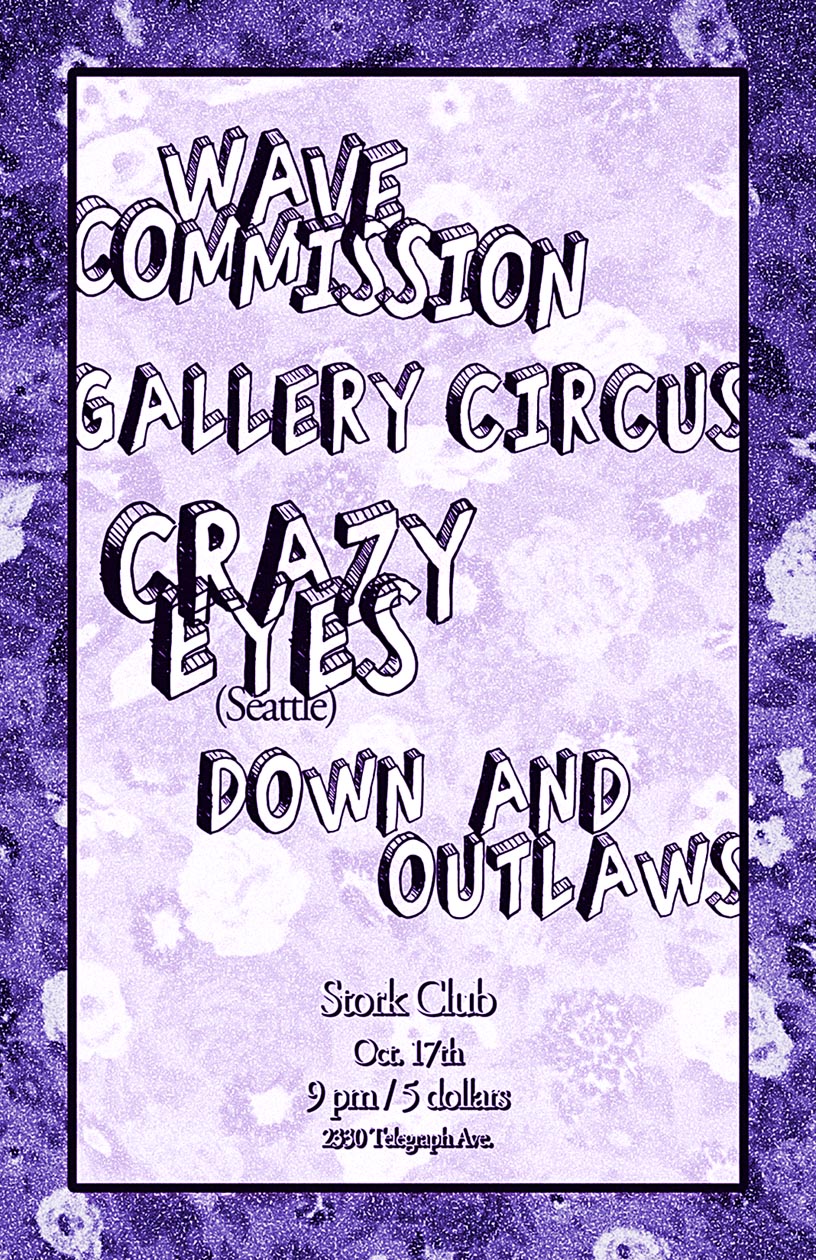 WAVE
COMMISSION
GALLERY CIRCUS
CRAZY
EYES
(Seattle)
DOWN AND
OUTLAWS
Stork Club
Oct. 17th
9 pm / 5 dollars
2330 Telegraph Ave.